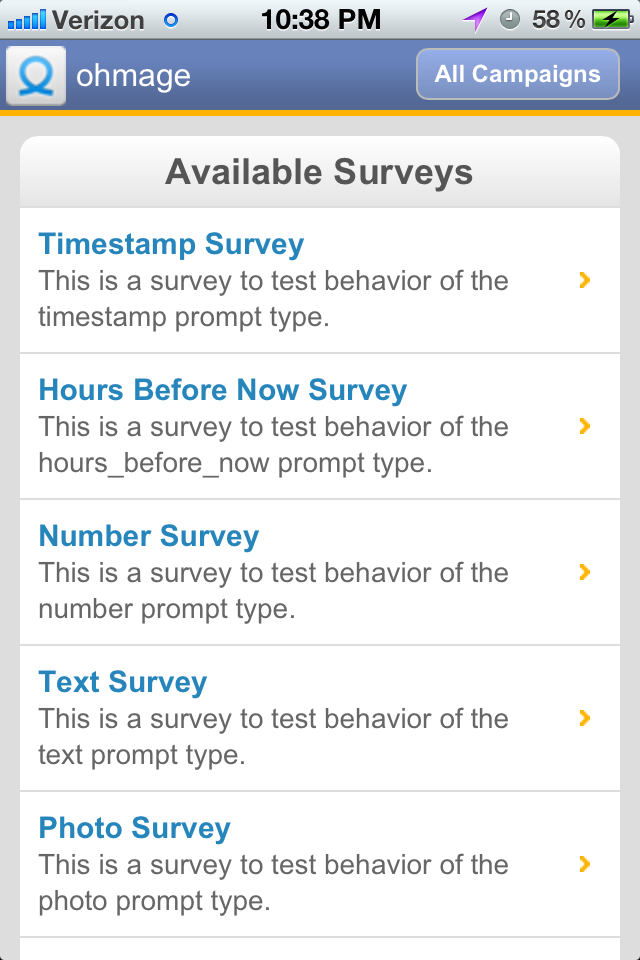 Verizon 10:38 PM 58 %
ohmage All Campaigns
Available Surveys
Timestamp Survey
This is a survey to test behavior of the
timestamp prompt type.
Hours Before Now Survey
This is a survey to test behavior of the
hours_before_now prompt type.
Number Survey
This is a survey to test behavior of the
number prompt type.
Text Survey
This is a survey to test behavior of the
text prompt type.
Photo Survey
This is a survey to test behavior of the
photo prompt type.